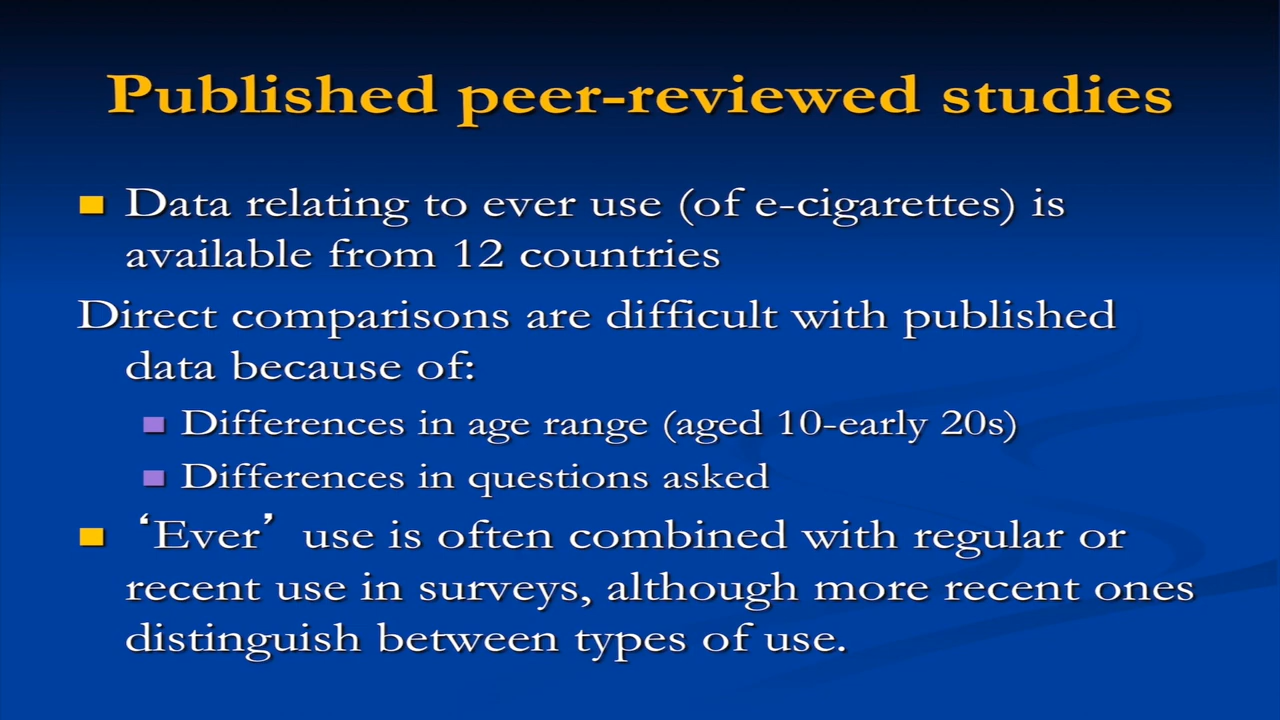 Published peer-reviewed studies
Data relating to ever use (of e-cigarettes) is
available from 12 countries
Direct comparisons are difficult with published
data because of:
Differences in age range (aged 10-early 20s)
Differences in questions asked
‘Ever’ use is often combined with regular or
recent use in surveys, although more recent ones
distinguish between types of use.